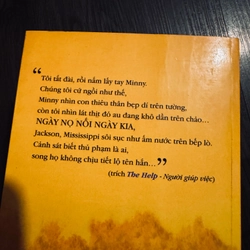 “Tôi tắt đài, rồi nắm lấy tay Minny.
Chúng tôi cứ ngồi như thế,
Minny nhìn con thiêu thân bẹp dí trên tường,
còn tôi nhìn lát thịt đỏ au đang khô dần trên chảo...
NGÀY NỌ NỐI NGÀY KIA,
Jackson, Mississippi sôi sục như ấm nước trên bếp lò.
Cảnh sát biết thủ phạm là ai,
song họ không chịu tiết lộ tên hắn...”
(trích The Help - Người giúp việc)